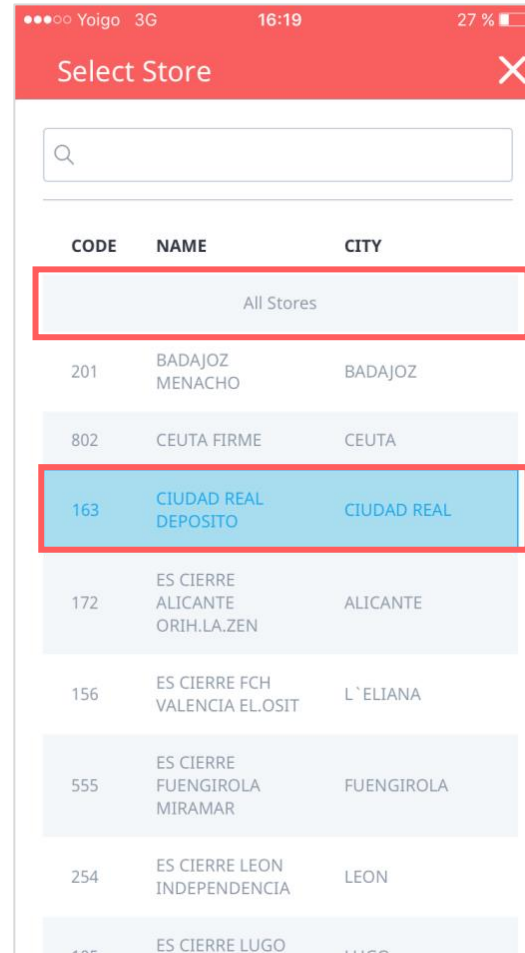 Yoigo 3G 16:19 27 %
Select Store
CODE NAME CITY
All Stores
201 BADAJOZ MENACHO BADAJOZ
802 CEUTA FIRME CEUTA
163 CIUDAD REAL DEPOSITO CIUDAD REAL
172 ES CIERRE ALICANTE ORIH.LA.ZEN ALICANTE
156 ES CIERRE FCH VALENCIA EL.OSIT L`ELIANA
555 ES CIERRE FUENGIROLA MIRAMAR FUENGIROLA
254 ES CIERRE LEON INDEPENDENCIA LEON
ES CIERRE LUGO